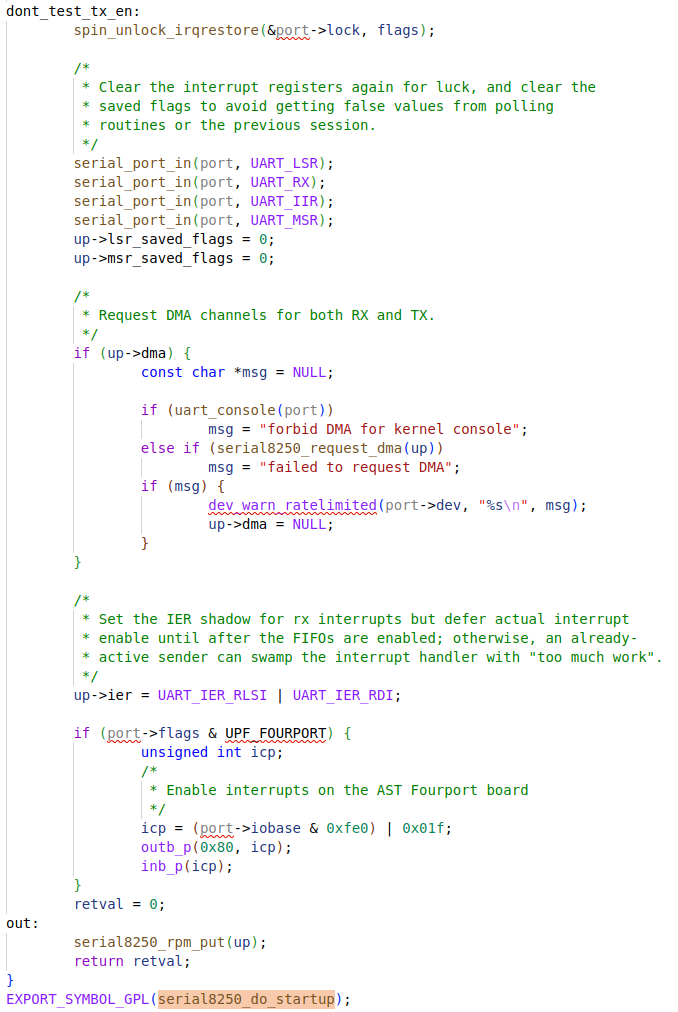 dont_test_tx_en:
spin_unlock_irqrestore(&port->lock, flags);
/*
* Clear the interrupt registers again for luck, and clear the
* saved flags to avoid getting false values from polling
* routines or the previous session.
*/
serial_port_in(port, UART_LSR);
serial_port_in(port, UART_RX);
serial_port_in(port, UART_IIR);
serial_port_in(port, UART_MSR);
up->lsr_saved_flags = 0;
up->msr_saved_flags = 0;
/*
* Request DMA channels for both RX and TX.
*/
if (up->dma) {
const char *msg = NULL;
if (uart_console(port))
msg = "forbid DMA for kernel console";
else if (serial8250_request_dma(up))
msg = "failed to request DMA";
if (msg) {
dev_warn_ratelimited(port->dev, "%s\n", msg);
up->dma = NULL;
}
}
/*
* Set the IER shadow for rx interrupts but defer actual interrupt
* enable until after the FIFOs are enabled; otherwise, an already-
* active sender can swamp the interrupt handler with "too much work".
*/
up->ier = UART_IER_RLSI | UART_IER_RDI;
if (port->flags & UPF_FOURPORT) {
unsigned int icp;
/*
* Enable interrupts on the AST Fourport board
*/
icp = (port->iobase & 0xfe0) | 0x01f;
outb_p(0x80, icp);
inb_p(icp);
}
retval = 0;
out:
serial8250_rpm_put(up);
return retval;
}
EXPORT_SYMBOL_GPL(serial8250_do_startup);